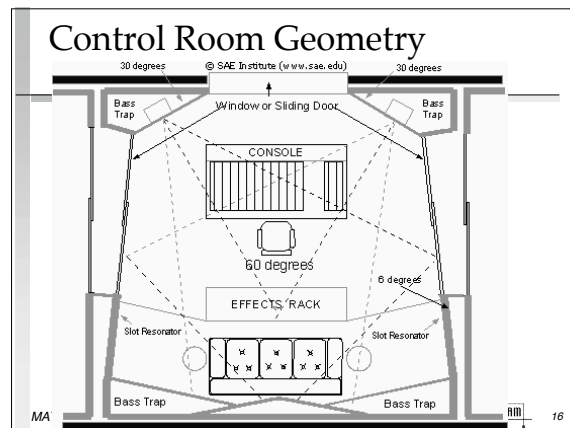 Control Room Geometry
© SAE Institute (www.sae.edu)
30 degrees
30 degrees
Bass
Trap
Window or Sliding Door
Bass
Trap
CONSOLE
60 degrees
6 degrees
EFFECTS RACK
Slot Resonator
Slot Resonator
Bass Trap
Bass Trap
16